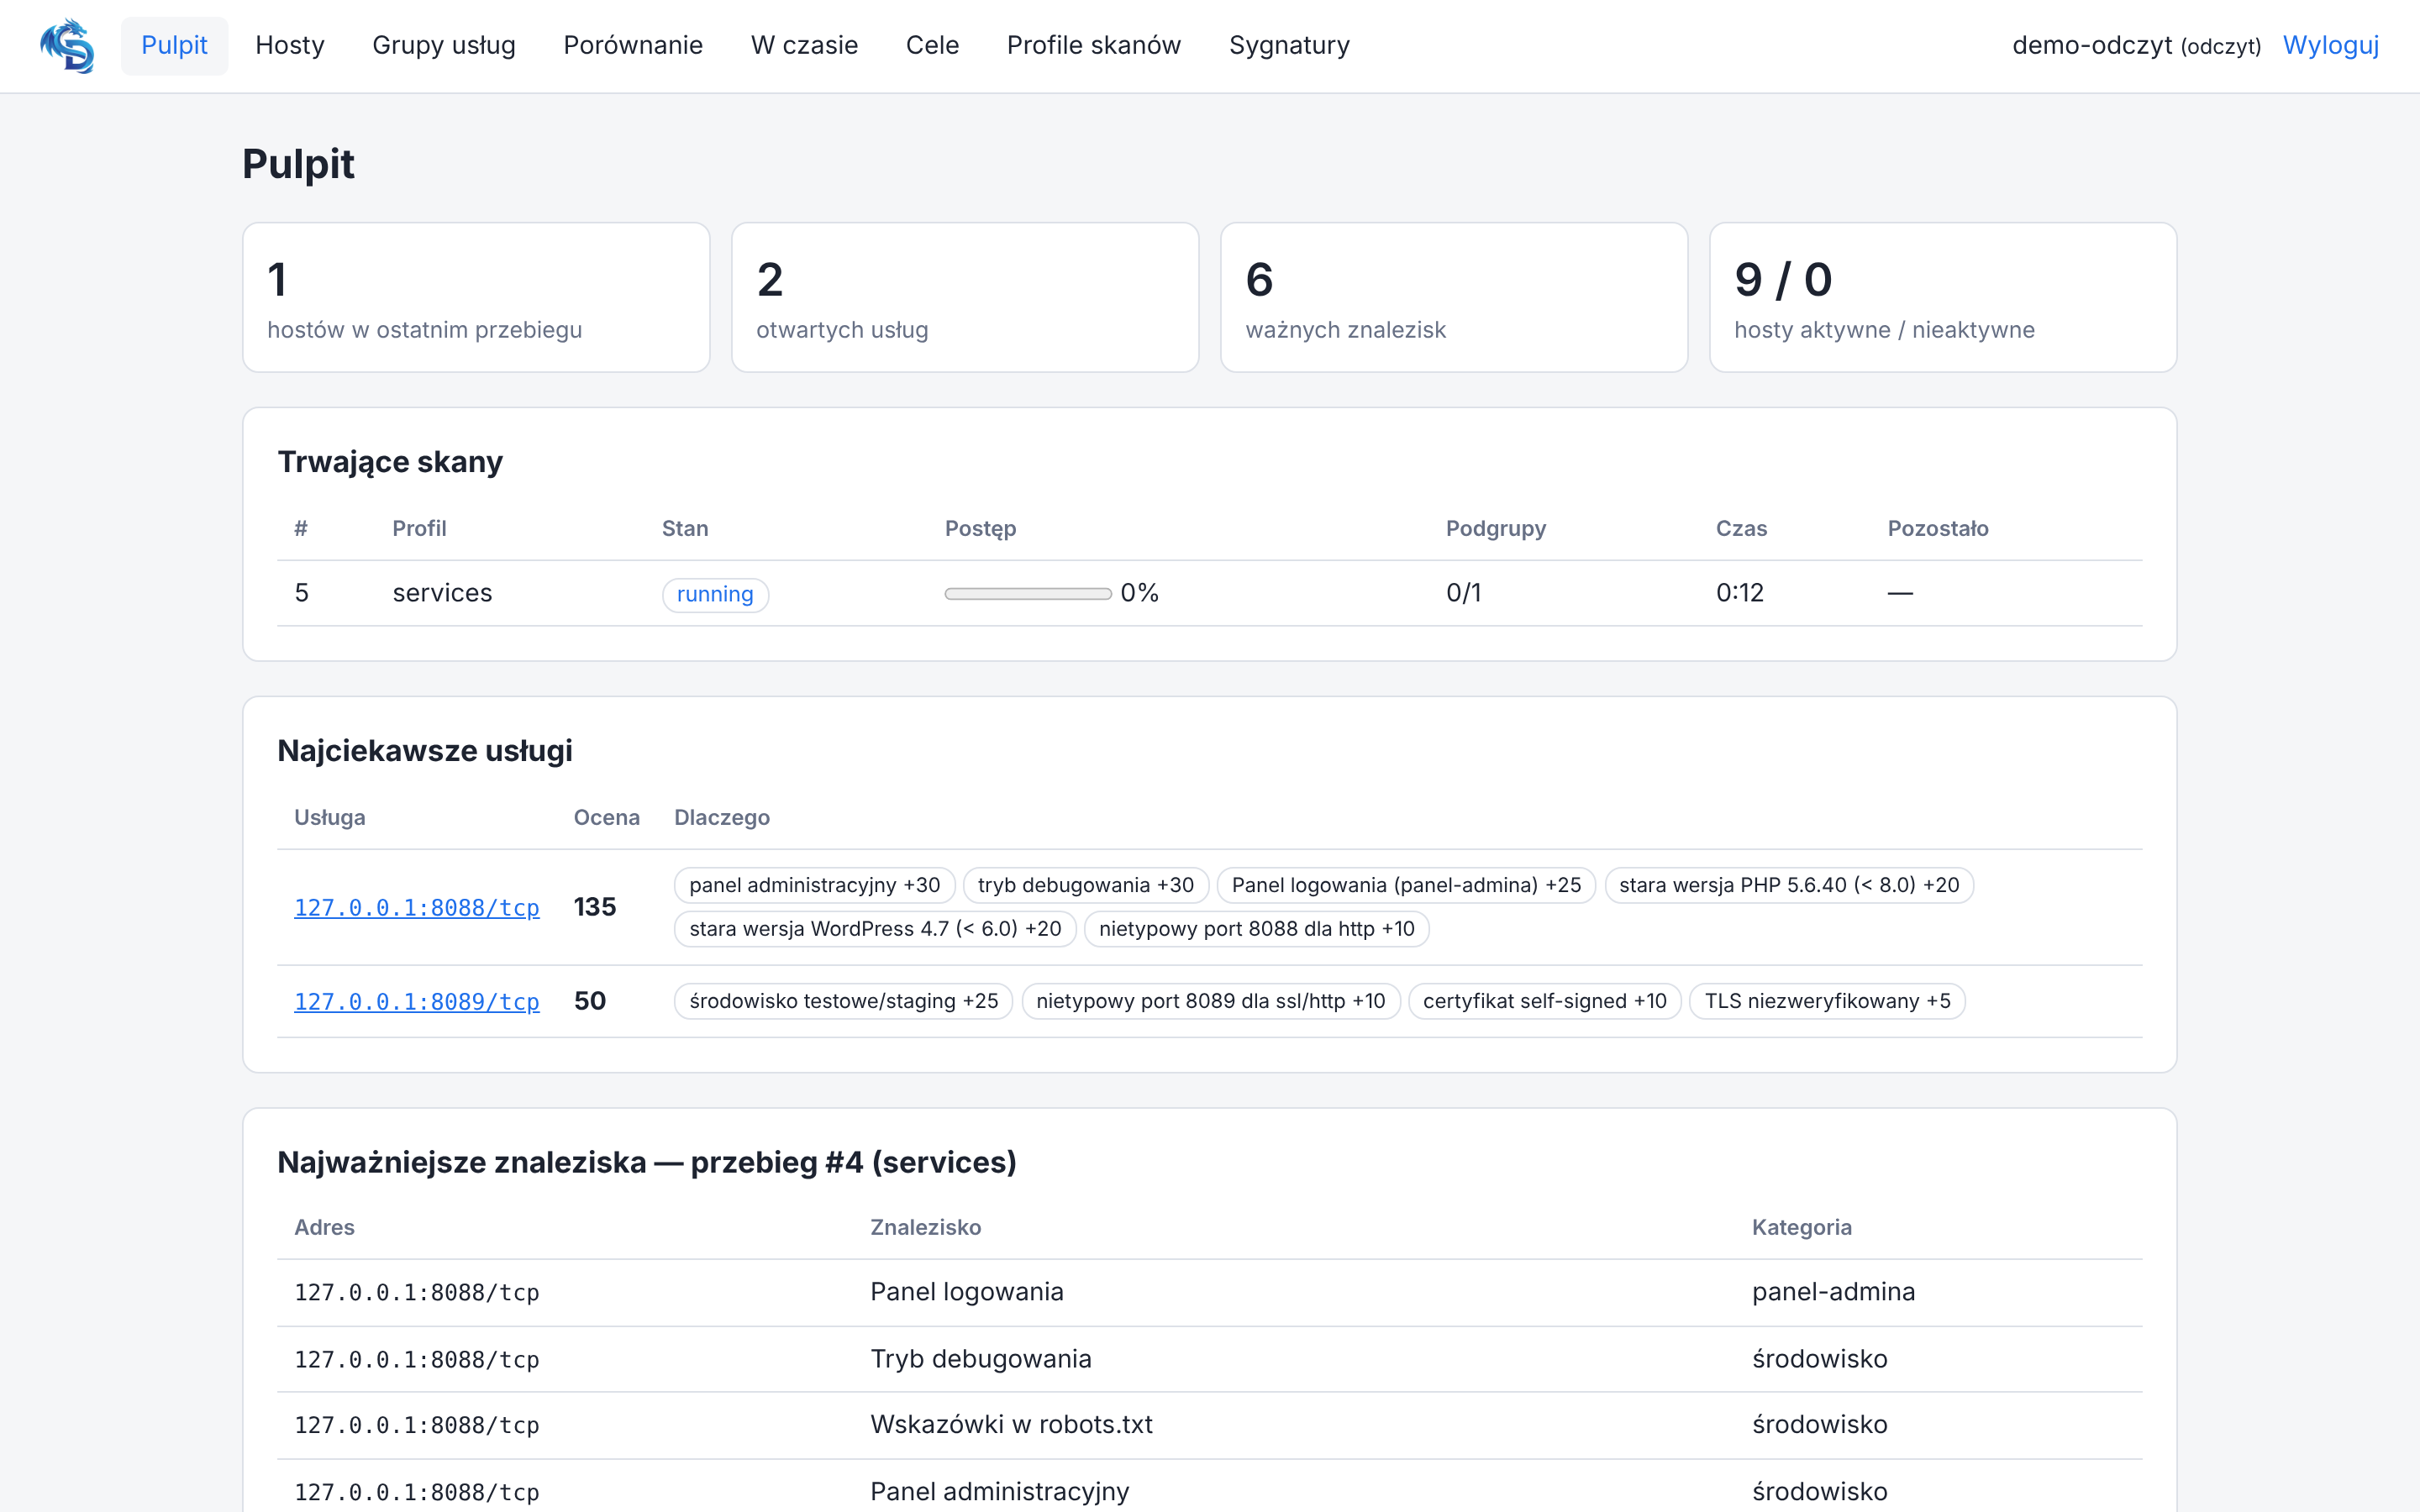 Pulpit Hosty Grupy usług Porównanie W czasie Cele Profile skanów Sygnatury demo-odczyt (odczyt) Wyloguj
Pulpit
1
hostów w ostatnim przebiegu
2
otwartych usług
6
ważnych znalezisk
9 / 0
hosty aktywne / nieaktywne
Trwające skany
# Profil Stan Postęp Podgrupy Czas Pozostało
5 services running 0% 0/1 0:12 —
Najciekawsze usługi
Usługa Ocena Dlaczego
127.0.0.1:8088/tcp 135 panel administracyjny +30 tryb debugowania +30 Panel logowania (panel-admina) +25 stara wersja PHP 5.6.40 (< 8.0) +20
stara wersja WordPress 4.7 (< 6.0) +20 nietypowy port 8088 dla http +10
127.0.0.1:8089/tcp 50 środowisko testowe/staging +25 nietypowy port 8089 dla ssl/http +10 certyfikat self-signed +10 TLS niezweryfikowany +5
Najważniejsze znaleziska — przebieg #4 (services)
Adres Znalezisko Kategoria
127.0.0.1:8088/tcp Panel logowania panel-admina
127.0.0.1:8088/tcp Tryb debugowania środowisko
127.0.0.1:8088/tcp Wskazówki w robots.txt środowisko
127.0.0.1:8088/tcp Panel administracyjny środowisko